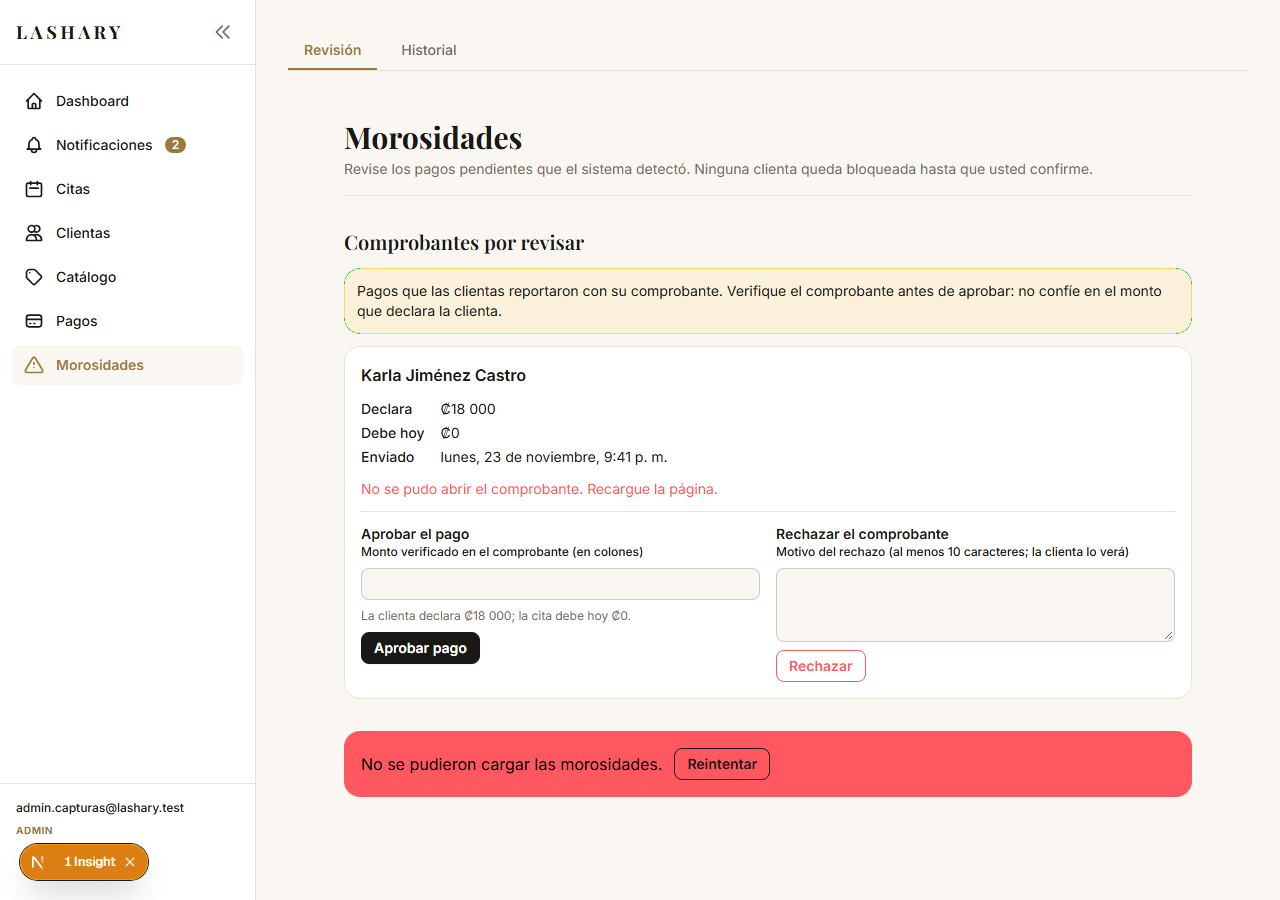 LASHARY
Dashboard
Notificaciones 2
Citas
Clientas
Catálogo
Pagos
Morosidades
admin.capturas@lashary.test
ADMIN
1 Insight
Revisión
Historial
Morosidades
Revise los pagos pendientes que el sistema detectó. Ninguna clienta queda bloqueada hasta que usted confirme.
Comprobantes por revisar
Pagos que las clientas reportaron con su comprobante. Verifique el comprobante antes de aprobar: no confíe en el monto
que declara la clienta.
Karla Jiménez Castro
Declara ₡18 000
Debe hoy ₡0
Enviado lunes, 23 de noviembre, 9:41 p. m.
No se pudo abrir el comprobante. Recargue la página.
Aprobar el pago
Monto verificado en el comprobante (en colones)
La clienta declara ₡18 000; la cita debe hoy ₡0.
Aprobar pago
Rechazar el comprobante
Motivo del rechazo (al menos 10 caracteres; la clienta lo verá)
Rechazar
No se pudieron cargar las morosidades. Reintentar